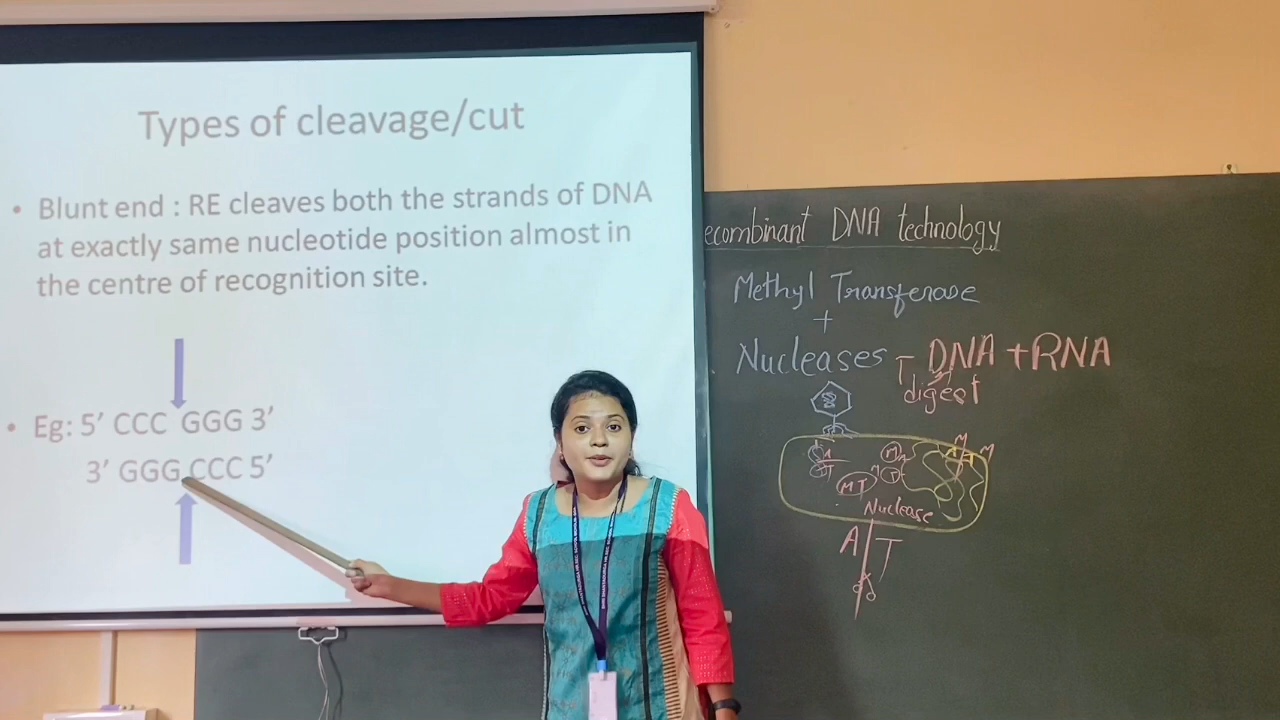 Types of cleavage/cut
• Blunt end : RE cleaves both the strands of DNA
at exactly same nucleotide position almost in
the centre of recognition site.
• Eg: 5’ CCC GGG 3’
3’ GGG CCC 5’
ecombinant DNA technology
Methyl Transferase
+
Nucleases - DNA + RNA
digest
A
T
M
M
M
T
MT
Nuclease
A T